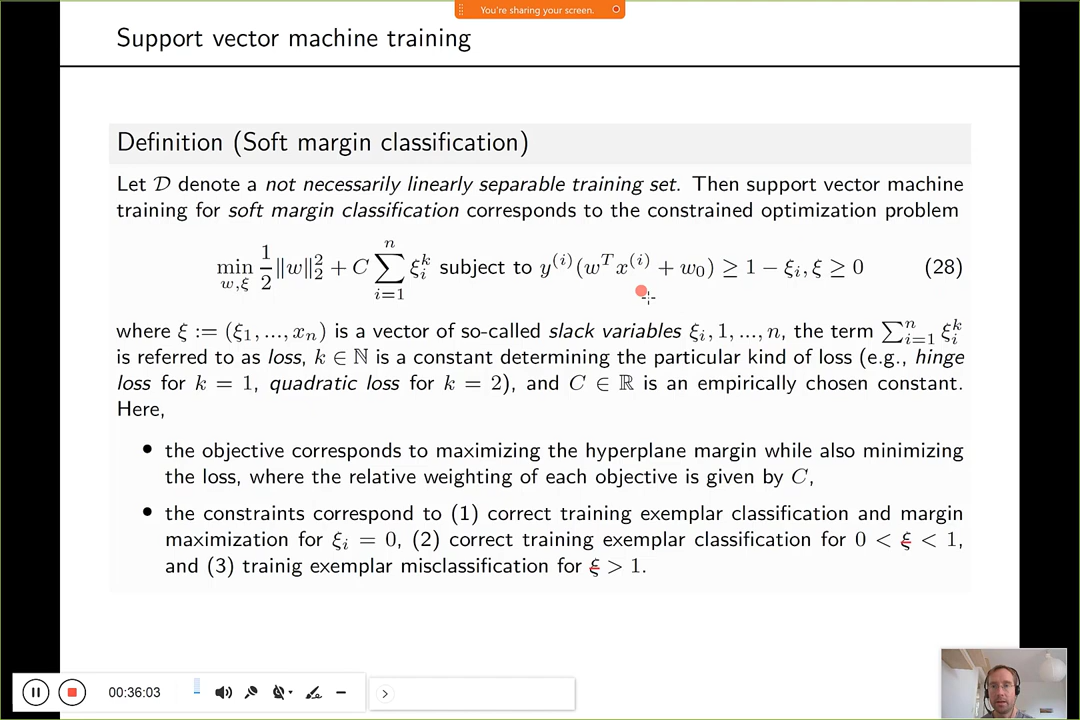 You're sharing your screen.
Support vector machine training
Definition (Soft margin classification)
Let 𝒟 denote a not necessarily linearly separable training set. Then support vector machine
training for soft margin classification corresponds to the constrained optimization problem
min_{w,ξ} 1/2 ‖w‖₂² + C ∑_{i=1}^{n} ξ_i^k subject to y^{(i)}(w^T x^{(i)} + w_0) ≥ 1 − ξ_i, ξ ≥ 0 (28)
where ξ := (ξ_1, ..., x_n) is a vector of so-called slack variables ξ_i, 1, ..., n, the term ∑_{i=1}^{n} ξ_i^k
is referred to as loss, k ∈ ℕ is a constant determining the particular kind of loss (e.g., hinge
loss for k = 1, quadratic loss for k = 2), and C ∈ ℝ is an empirically chosen constant.
Here,
• the objective corresponds to maximizing the hyperplane margin while also minimizing
the loss, where the relative weighting of each objective is given by C,
• the constraints correspond to (1) correct training exemplar classification and margin
maximization for ξ_i = 0, (2) correct training exemplar classification for 0 < ξ < 1,
and (3) trainig exemplar misclassification for ξ > 1.
00:36:03